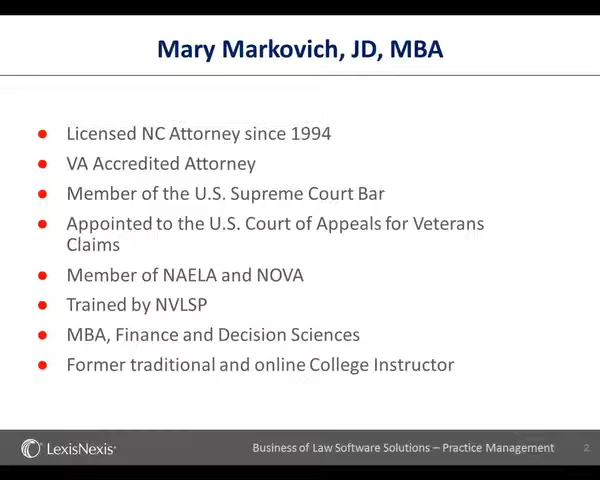 Mary Markovich, JD, MBA
Licensed NC Attorney since 1994
VA Accredited Attorney
Member of the U.S. Supreme Court Bar
Appointed to the U.S. Court of Appeals for Veterans
Claims
Member of NAELA and NOVA
Trained by NVLSP
MBA, Finance and Decision Sciences
Former traditional and online College Instructor
LexisNexis® Business of Law Software Solutions – Practice Management 2